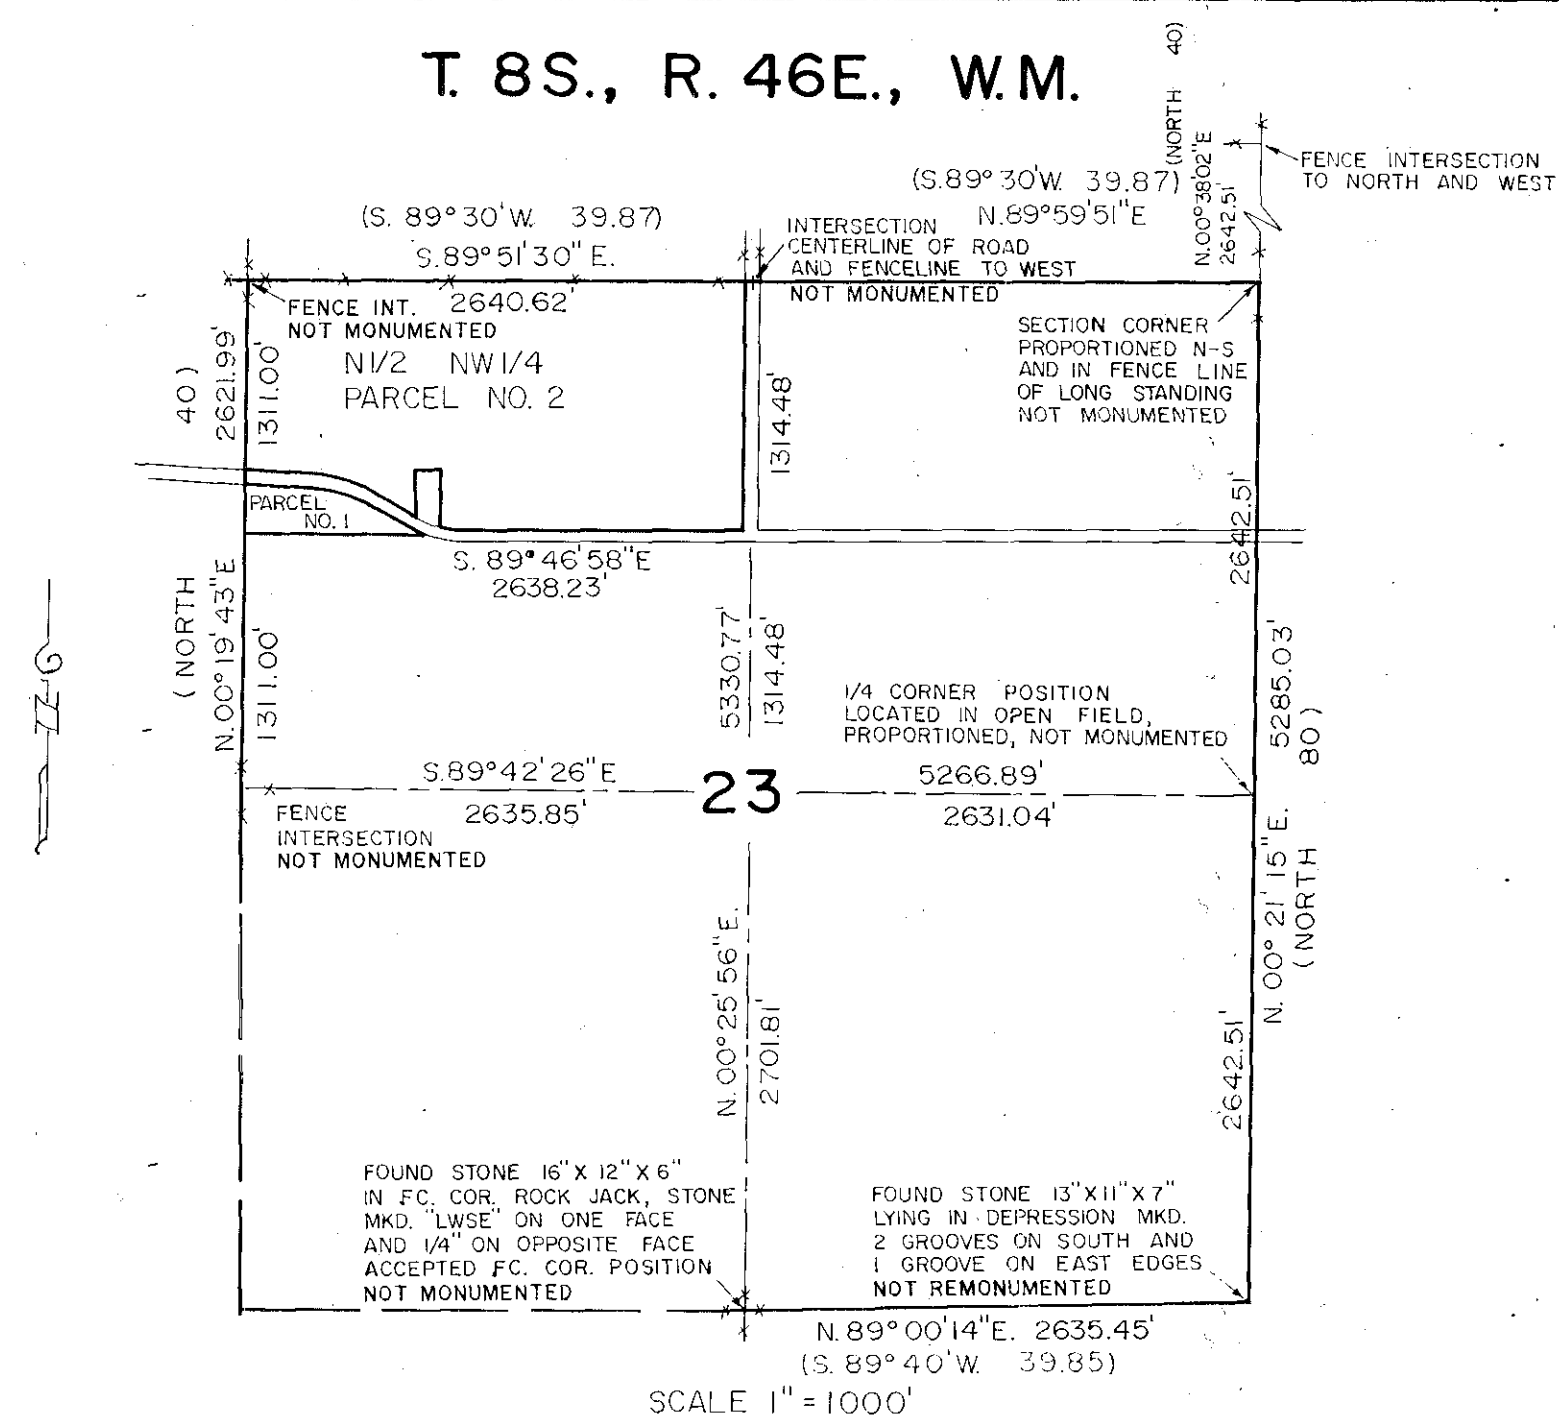 T. 8S., R. 46E., W.M.
(NORTH 40)
N.00°38'02"E
2642.51'
FENCE INTERSECTION
TO NORTH AND WEST
(S.89°30'W. 39.87)
N.89°59'51"E
(S. 89°30'W. 39.87)
S.89°51'30"E.
2640.62'
INTERSECTION
CENTERLINE OF ROAD
AND FENCELINE TO WEST
NOT MONUMENTED
FENCE INT.
NOT MONUMENTED
N1/2 NW1/4
PARCEL NO. 2
SECTION CORNER
PROPORTIONED N-S
AND IN FENCE LINE
OF LONG STANDING
NOT MONUMENTED
(NORTH 40)
N.00°19'43"E 2621.99'
1311.00'
1314.48'
2642.51'
PARCEL
NO. 1
S. 89°46'58"E
2638.23'
1311.00'
5330.77'
1314.48'
1/4 CORNER POSITION
LOCATED IN OPEN FIELD,
PROPORTIONED, NOT MONUMENTED
N. 00°21'15"E. 5285.03'
(NORTH 80)
S.89°42'26"E
2635.85'
23
5266.89'
2631.04'
FENCE
INTERSECTION
NOT MONUMENTED
N.00°25'56"E.
2701.81'
2642.51'
FOUND STONE 16"X 12"X 6"
IN FC. COR. ROCK JACK, STONE
MKD. "LWSE" ON ONE FACE
AND 1/4" ON OPPOSITE FACE
ACCEPTED FC. COR. POSITION
NOT MONUMENTED
FOUND STONE 13"X11"X 7"
LYING IN DEPRESSION MKD.
2 GROOVES ON SOUTH AND
1 GROOVE ON EAST EDGES
NOT REMONUMENTED
N.89°00'14"E. 2635.45'
(S. 89°40'W. 39.85)
SCALE 1"=1000'